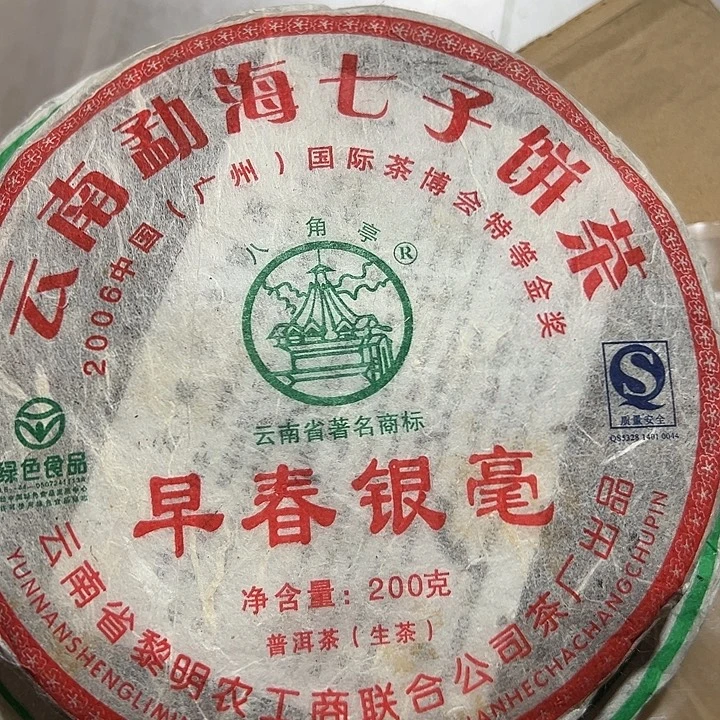 云南勐海七子饼茶
2006中国（广州）国际茶博会特等金奖
八角亭®
云南省著名商标
质量安全
QS5328 1401 0044
绿色食品
早春银毫
净含量：200克
普洱茶（生茶）
云南省黎明农工商联合公司茶厂出品
YUNNANSHENGLIMI
ANHECHACHANGCHUPIN